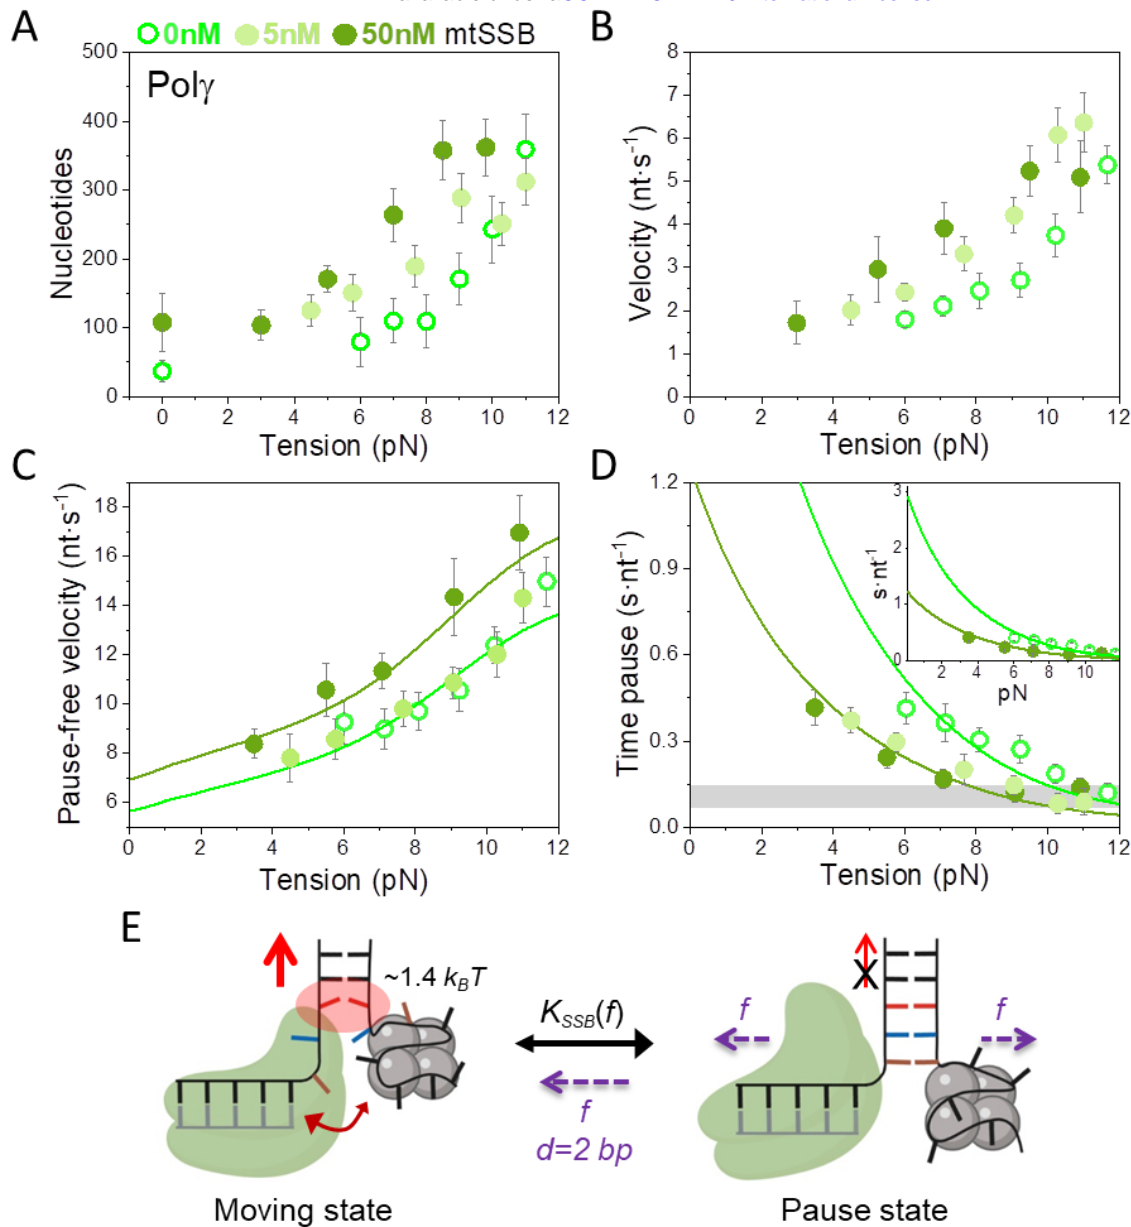 A
0nM 5nM 50nM mtSSB
B
500
400
300
200
100
0
Nucleotides
Polγ
0 2 4 6 8 10 12
Tension (pN)
8
7
6
5
4
3
2
1
0
Velocity (nt·s⁻¹)
0 2 4 6 8 10 12
Tension (pN)
C
18
16
14
12
10
8
6
Pause-free velocity (nt·s⁻¹)
0 2 4 6 8 10 12
Tension (pN)
D
1.2
0.9
0.6
0.3
0.0
Time pause (s·nt⁻¹)
3
2
1
0
s·nt⁻¹
2 4 6 8 10
pN
0 2 4 6 8 10 12
Tension (pN)
E
~1.4 k_BT
K_SSB(f)
f
d=2 bp
X
f
f
Moving state
Pause state